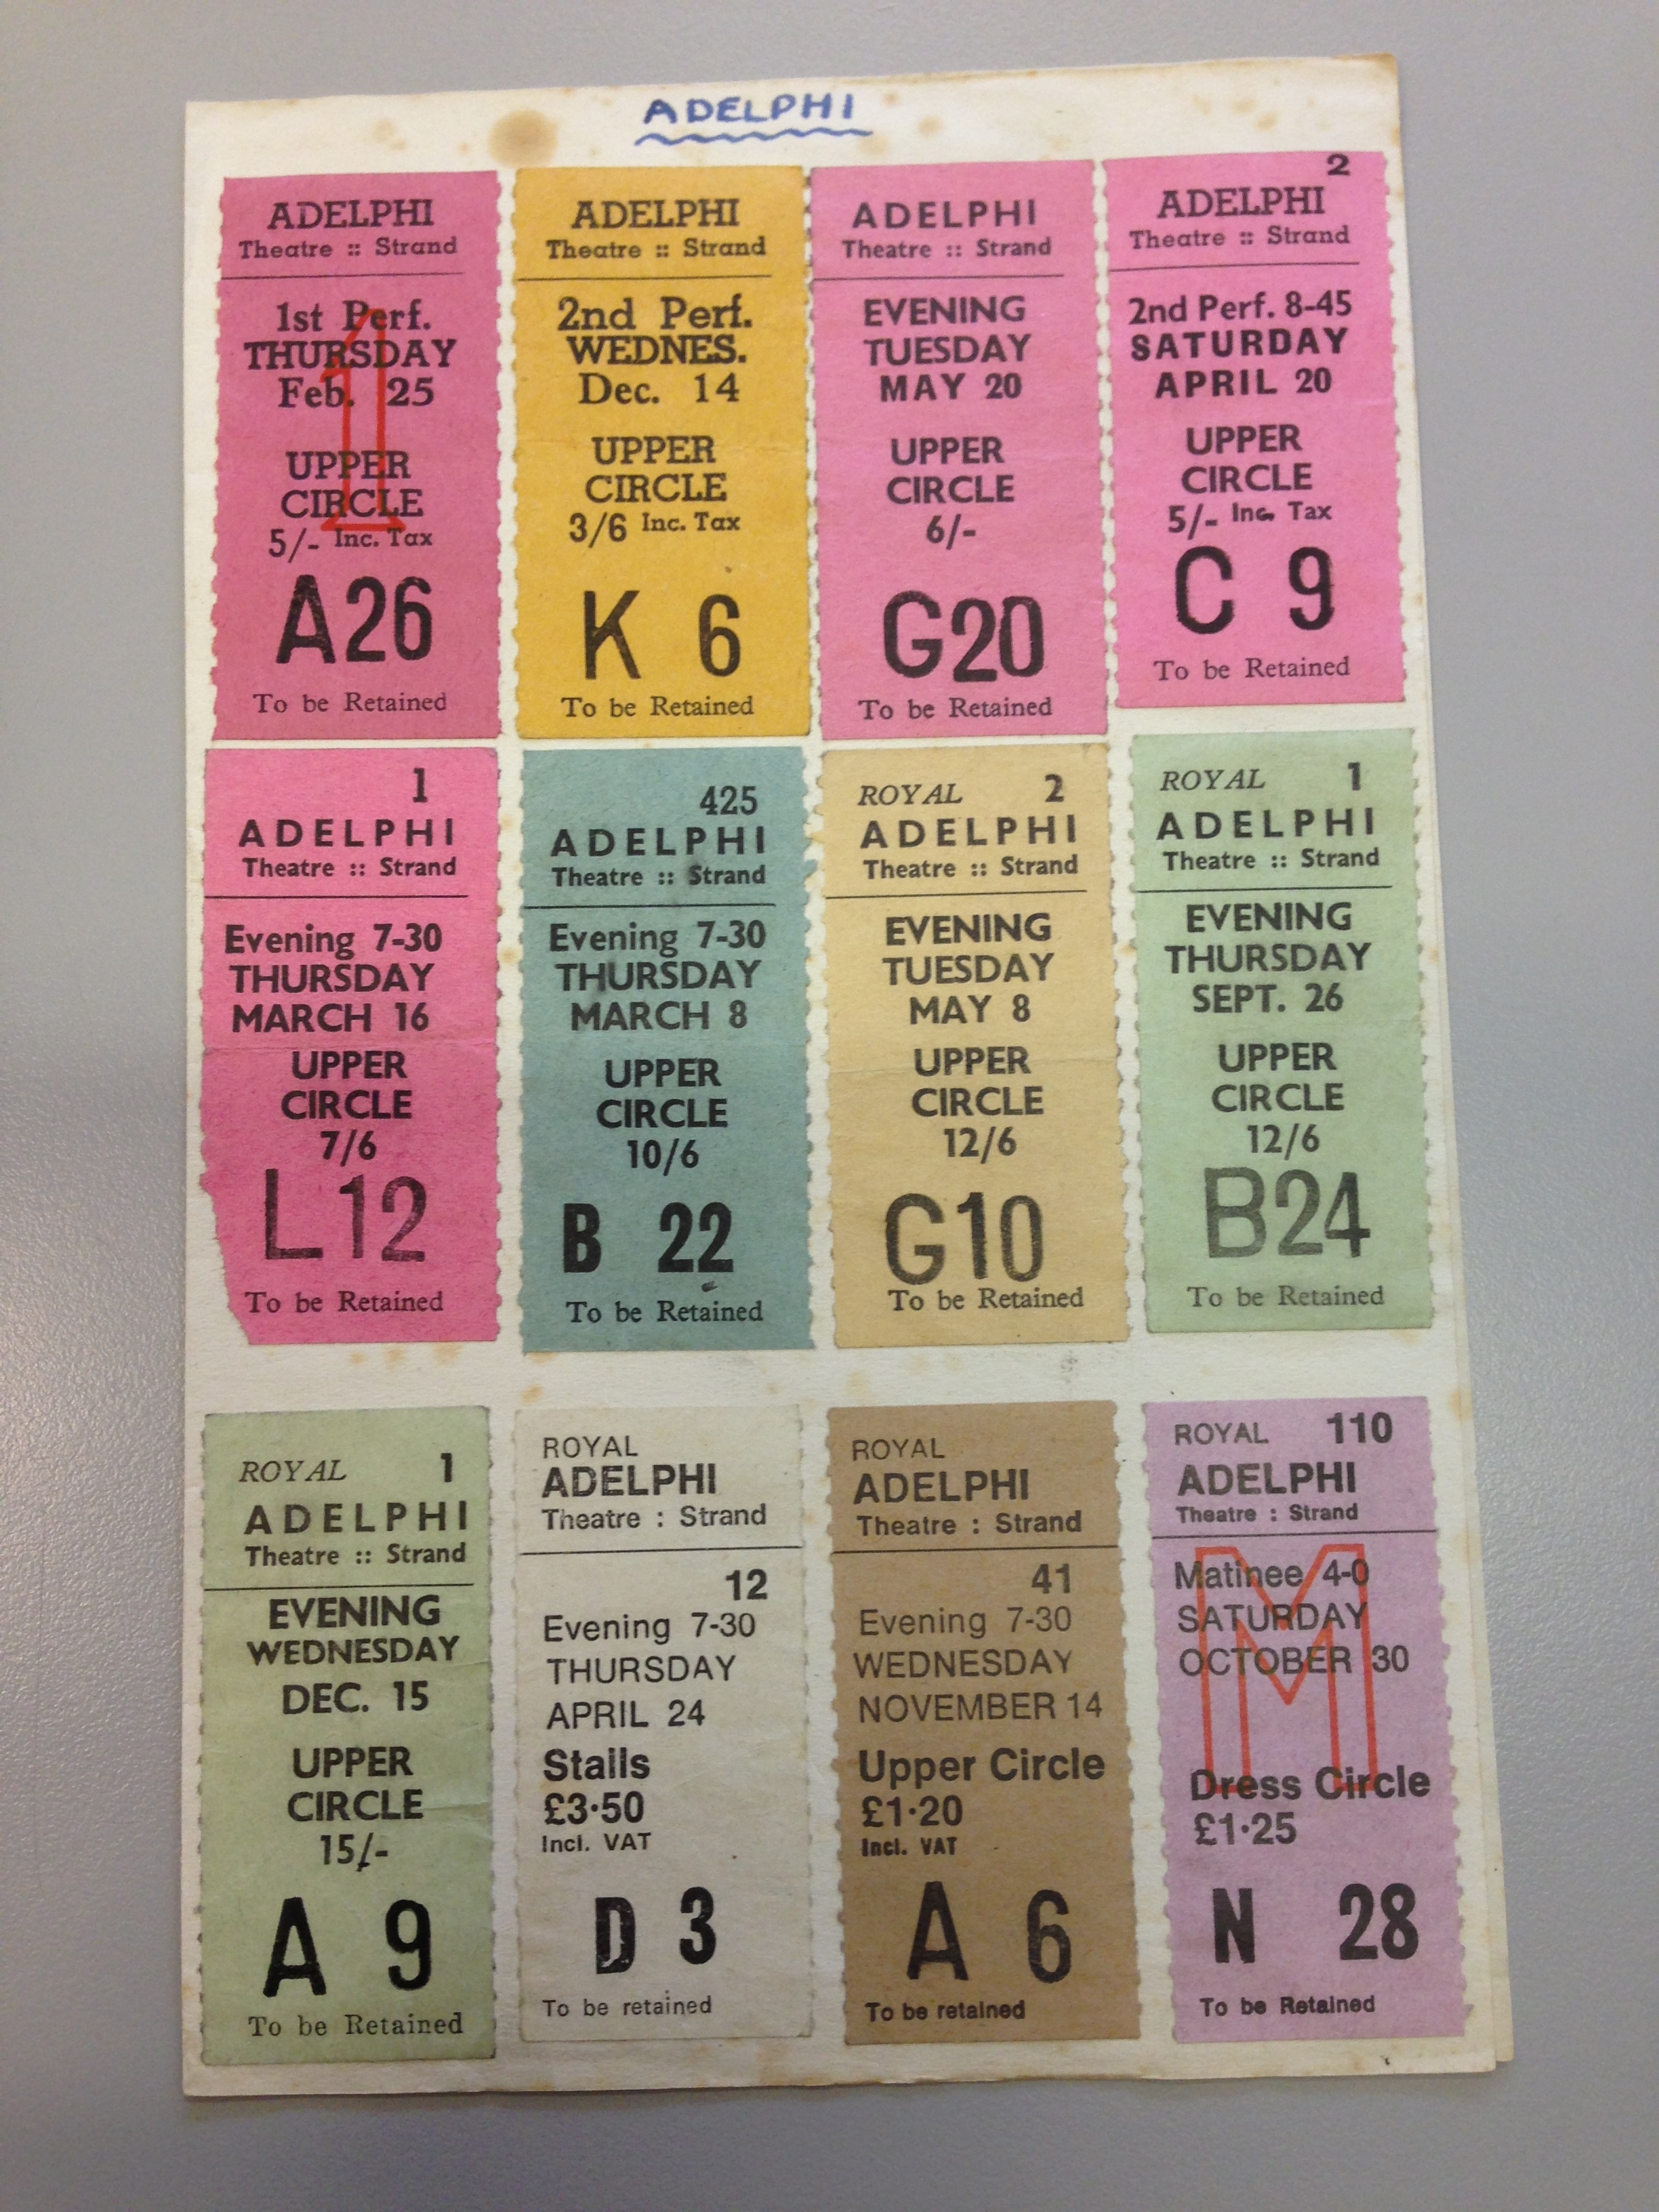 ADELPHI
ADELPHI
Theatre :: Strand
1st Perf.
THURSDAY
Feb. 25
1
UPPER
CIRCLE
5/- Inc. Tax
A26
To be Retained
ADELPHI
Theatre :: Strand
2nd Perf.
WEDNES.
Dec. 14
UPPER
CIRCLE
3/6 Inc. Tax
K 6
To be Retained
ADELPHI
Theatre :: Strand
EVENING
TUESDAY
MAY 20
UPPER
CIRCLE
6/-
G20
To be Retained
2
ADELPHI
Theatre :: Strand
2nd Perf. 8-45
SATURDAY
APRIL 20
UPPER
CIRCLE
5/- Inc. Tax
C 9
To be Retained
1
ADELPHI
Theatre :: Strand
Evening 7-30
THURSDAY
MARCH 16
UPPER
CIRCLE
7/6
L12
To be Retained
425
ADELPHI
Theatre :: Strand
Evening 7-30
THURSDAY
MARCH 8
UPPER
CIRCLE
10/6
B 22
To be Retained
ROYAL 2
ADELPHI
Theatre :: Strand
EVENING
TUESDAY
MAY 8
UPPER
CIRCLE
12/6
G10
To be Retained
ROYAL 1
ADELPHI
Theatre :: Strand
EVENING
THURSDAY
SEPT. 26
UPPER
CIRCLE
12/6
B24
To be Retained
ROYAL 1
ADELPHI
Theatre :: Strand
EVENING
WEDNESDAY
DEC. 15
UPPER
CIRCLE
15/-
A 9
To be Retained
ROYAL
ADELPHI
Theatre : Strand
12
Evening 7-30
THURSDAY
APRIL 24
Stalls
£3·50
Incl. VAT
D 3
To be retained
ROYAL
ADELPHI
Theatre : Strand
41
Evening 7-30
WEDNESDAY
NOVEMBER 14
Upper Circle
£1·20
Incl. VAT
A 6
To be retained
ROYAL 110
ADELPHI
Theatre : Strand
Matinee 4-0
SATURDAY
OCTOBER 30
M
Dress Circle
£1·25
N 28
To be Retained